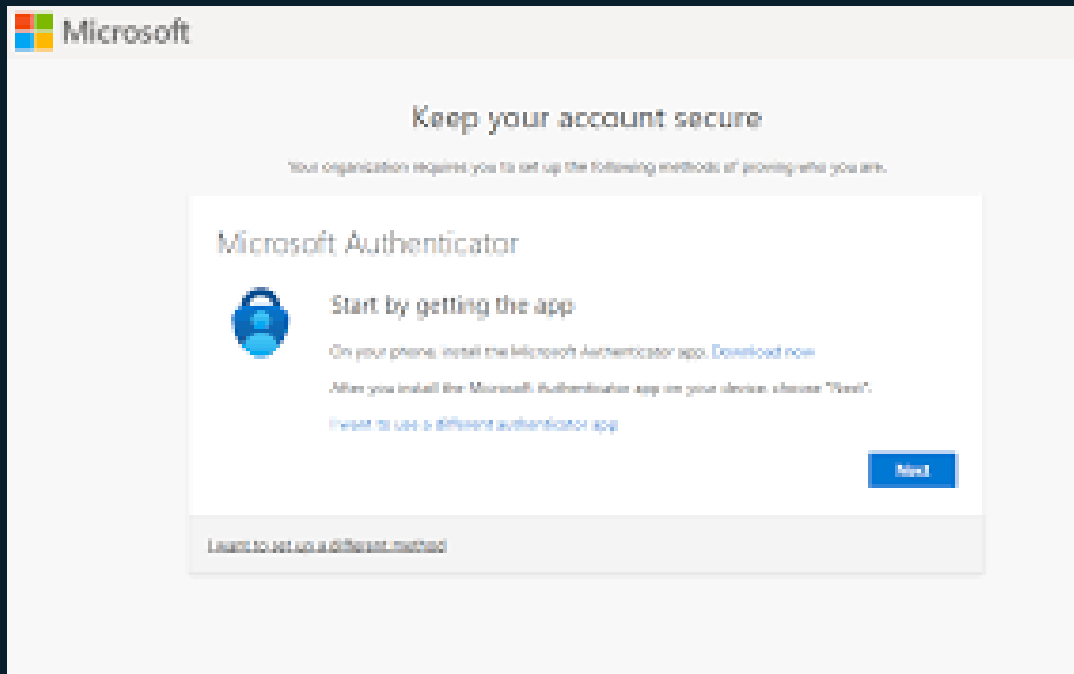 Microsoft
Keep your account secure
Your organization requires you to set up the following methods of proving who you are.
Microsoft Authenticator
Start by getting the app
On your phone, install the Microsoft Authenticator app. Download now
After you install the Microsoft Authenticator app on your device, choose "Next".
I want to use a different authenticator app
Next
I want to set up a different method